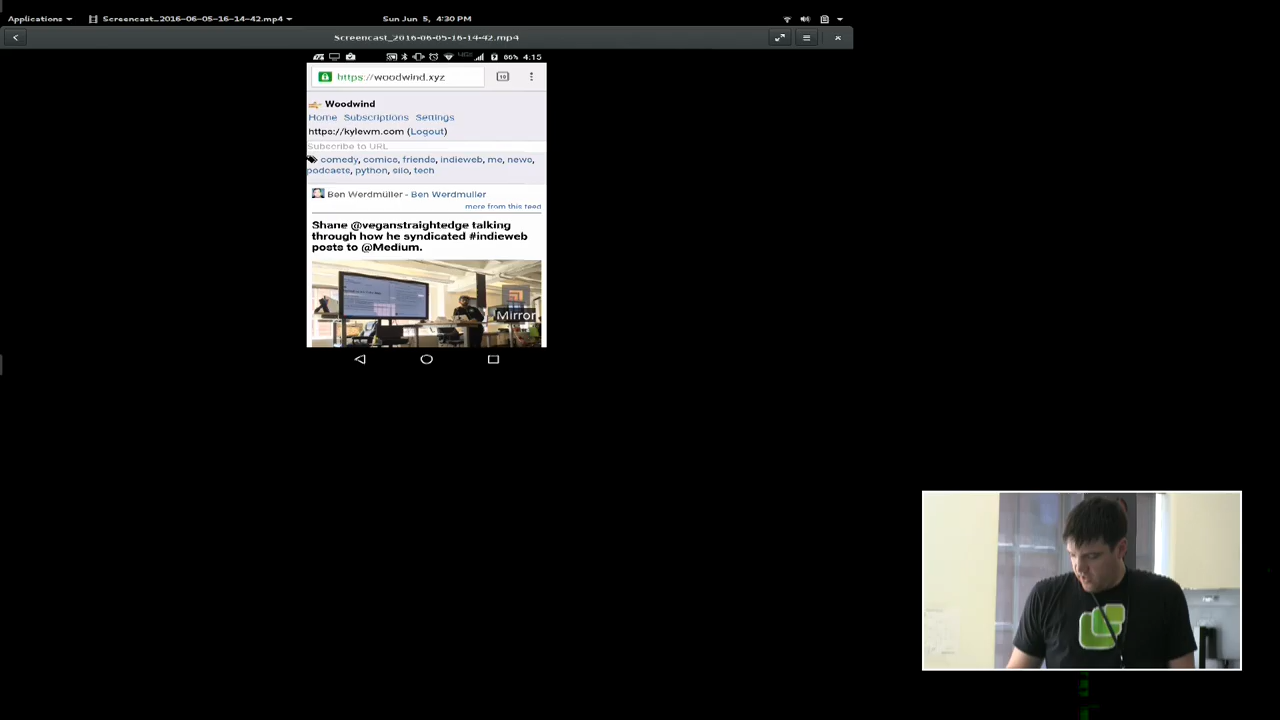 Applications
Screencast_2016-06-05-16-14-42.mp4
Sun Jun 5, 4:30 PM
Screencast_2016-06-05-16-14-42.mp4
86% 4:15
https://woodwind.xyz
Woodwind
Home Subscriptions Settings
https://kylewm.com (Logout)
Subscribe to URL
comedy, comics, friends, indieweb, me, news,
podcasts, python, silo, tech
Ben Werdmüller - Ben Werdmuller
more from this feed
Shane @veganstraightedge talking
through how he syndicated #indieweb
posts to @Medium.
Mirror